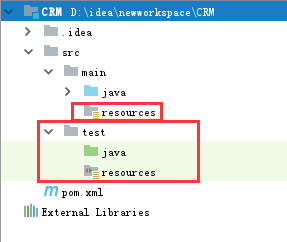 CRM D:\idea\newworkspace\CRM
.idea
src
main
java
resources
test
java
resources
pom.xml
External Libraries